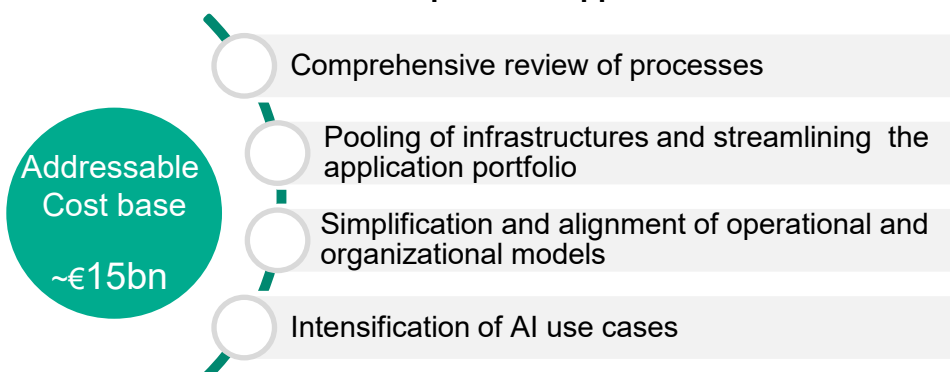 Comprehensive review of processes
Pooling of infrastructures and streamlining the
application portfolio
Addressable
Cost base
~€15bn
Simplification and alignment of operational and
organizational models
Intensification of AI use cases